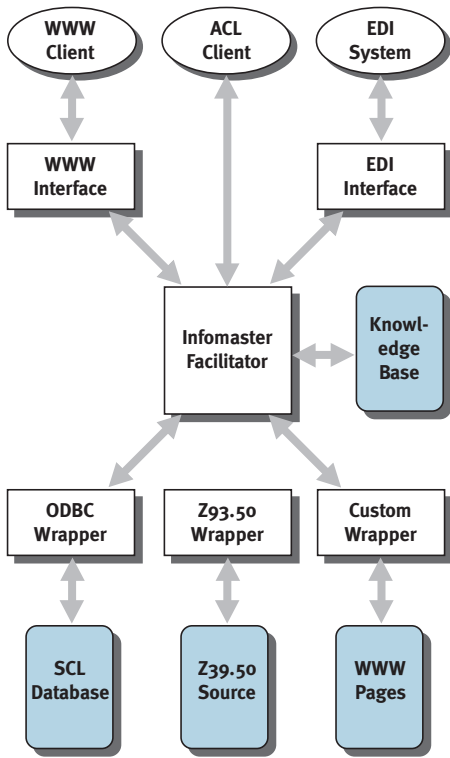 WWW
Client
ACL
Client
EDI
System
WWW
Interface
EDI
Interface
Infomaster
Facilitator
Knowl-
edge
Base
ODBC
Wrapper
Z93.50
Wrapper
Custom
Wrapper
SCL
Database
Z39.50
Source
WWW
Pages